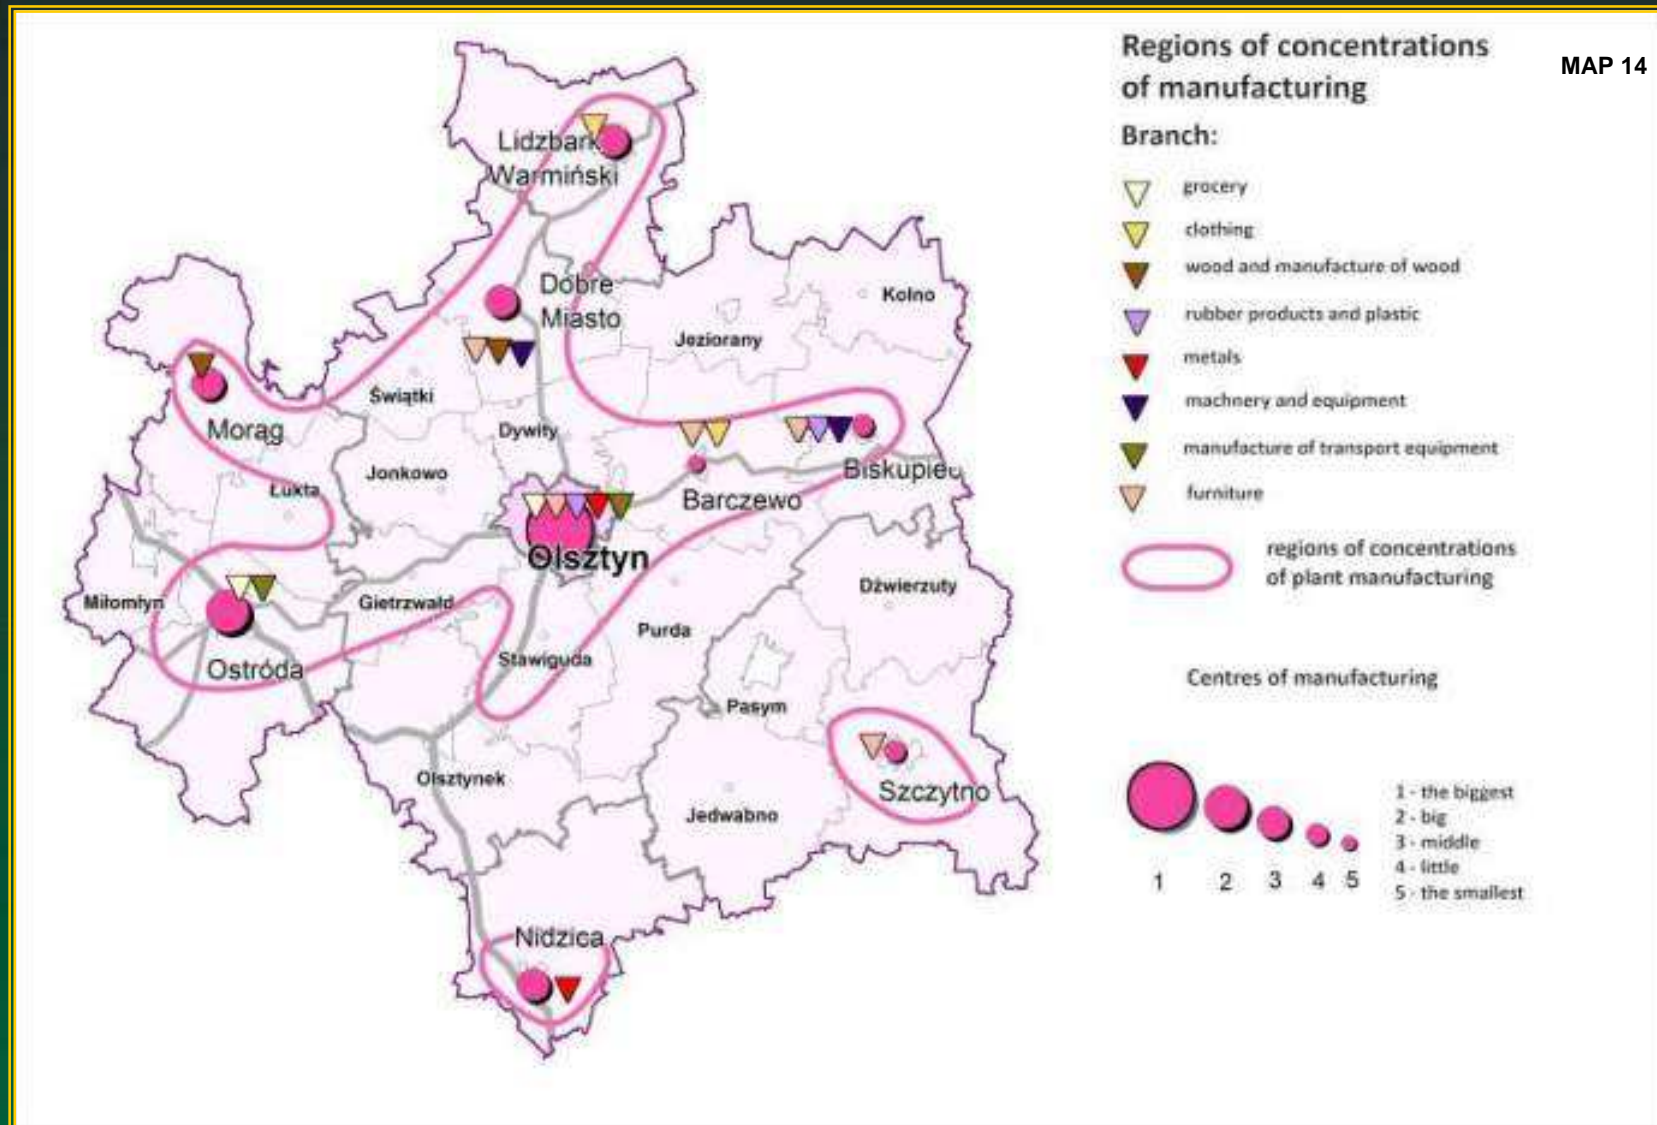 Regions of concentrations
of manufacturing
MAP 14
Branch:
grocery
clothing
wood and manufacture of wood
rubber products and plastic
metals
machnery and equipment
manufacture of transport equipment
furniture
regions of concentrations
of plant manufacturing
Centres of manufacturing
1 - the biggest
2 - big
3 - middle
4 - little
5 - the smallest
1 2 3 4 5
Lidzbark
Warmiński
Dobre
Miasto
Kolno
Jeziorany
Świątki
Morąg
Dywity
Jonkowo
Łukta
Biskupiec
Barczewo
Olsztyn
Dźwierzuty
Miłomłyn
Gietrzwałd
Purda
Stawiguda
Ostróda
Pasym
Olsztynek
Szczytno
Jedwabno
Nidzica